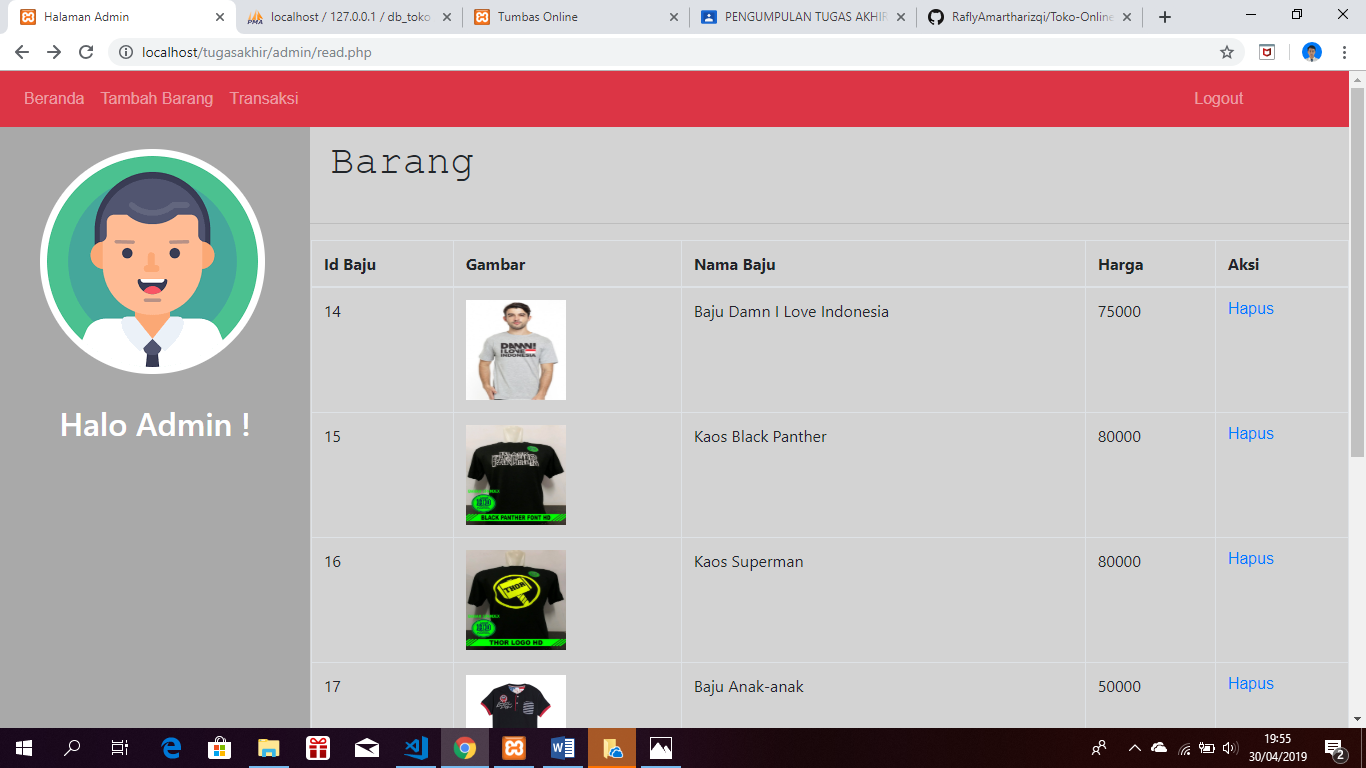 Halaman Admin
localhost / 127.0.0.1 / db_toko
Tumbas Online
PENGUMPULAN TUGAS AKHIR
RaflyAmartharizqi/Toko-Online
localhost/tugasakhir/admin/read.php
Beranda Tambah Barang Transaksi Logout
Halo Admin !
Barang
Id Baju Gambar Nama Baju Harga Aksi
14 Baju Damn I Love Indonesia 75000 Hapus
DAMN!
I LOVE
INDONESIA
15 Kaos Black Panther 80000 Hapus
BLACK PANTHER FONT HD
16 Kaos Superman 80000 Hapus
THOR
THOR LOGO HD
17 Baju Anak-anak 50000 Hapus
19:55
30/04/2019
2